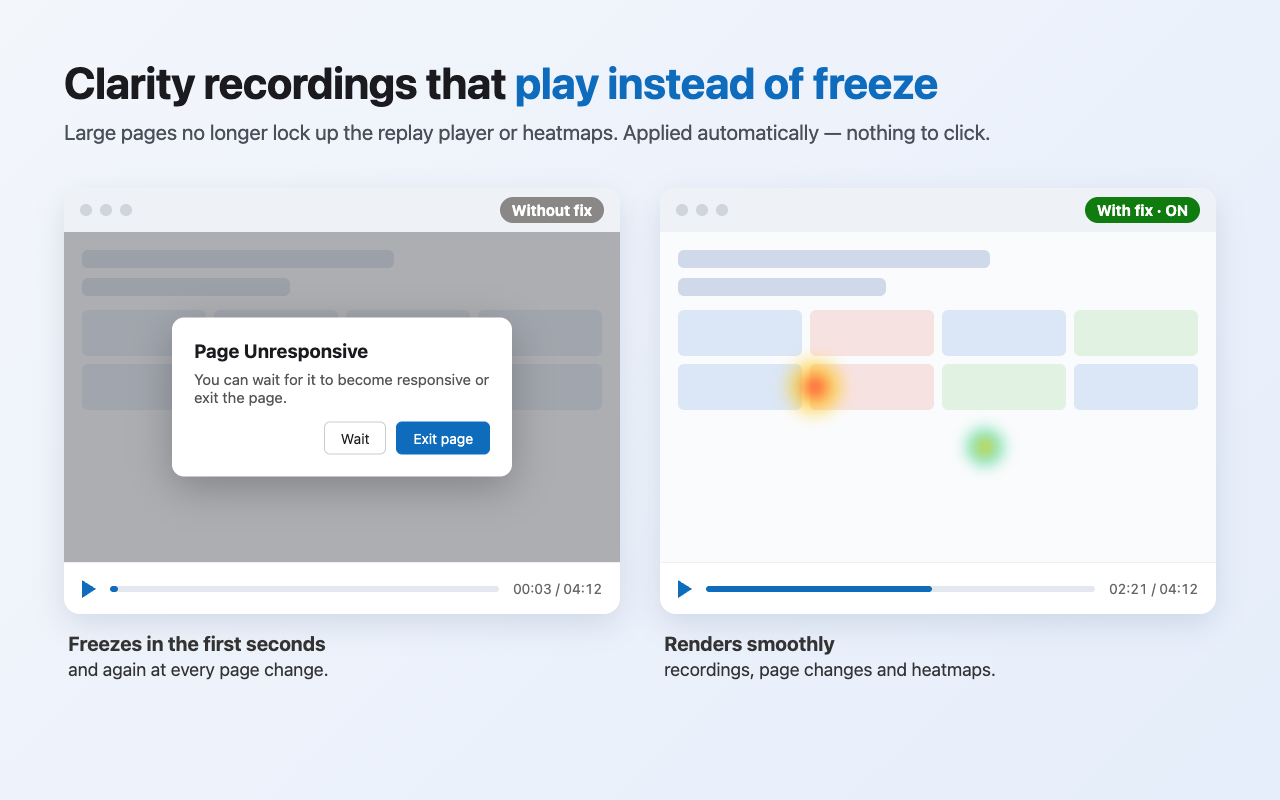 Clarity recordings that play instead of freeze
Large pages no longer lock up the replay player or heatmaps. Applied automatically — nothing to click.
Without fix
Page Unresponsive
You can wait for it to become responsive or
exit the page.
Wait
Exit page
00:03 / 04:12
Freezes in the first seconds
and again at every page change.
With fix · ON
02:21 / 04:12
Renders smoothly
recordings, page changes and heatmaps.